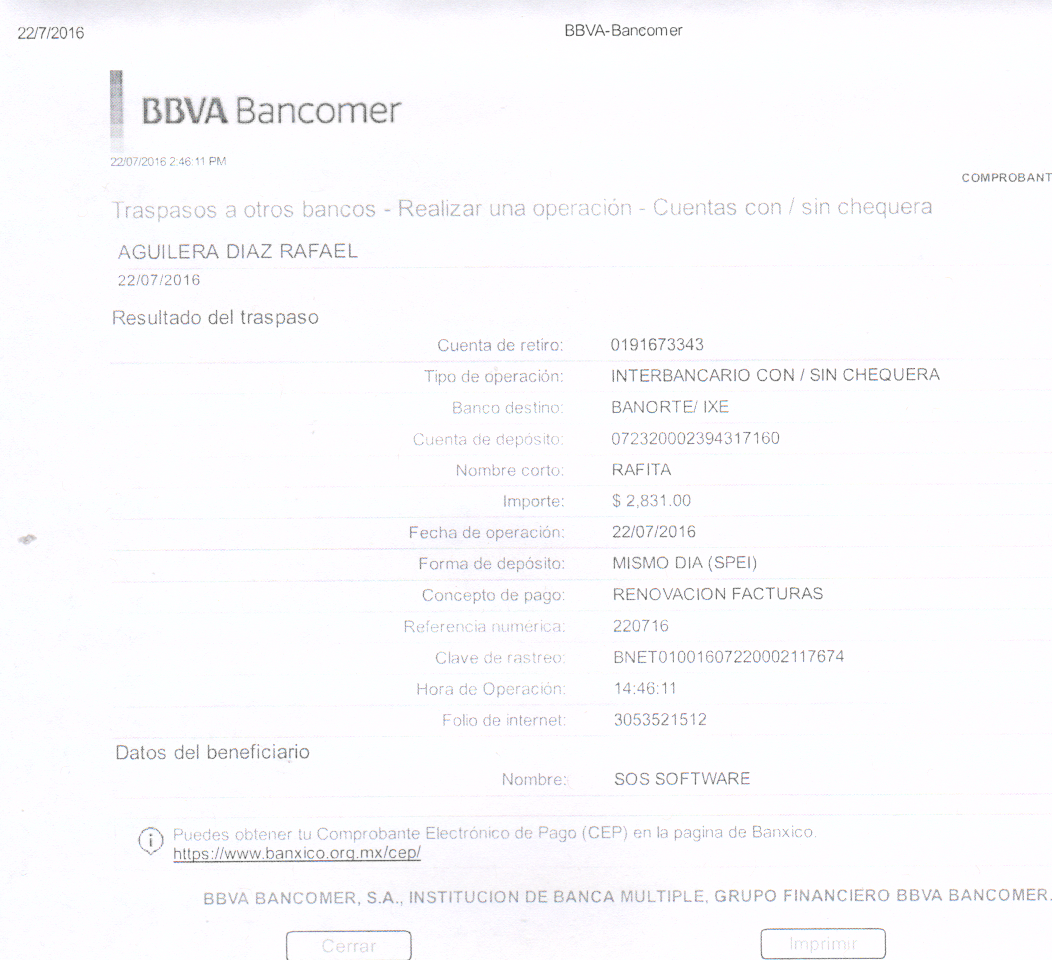 22/7/2016 BBVA-Bancomer
BBVA Bancomer
22/07/2016 2:46:11 PM
COMPROBANT
Traspasos a otros bancos - Realizar una operación - Cuentas con / sin chequera
AGUILERA DIAZ RAFAEL
22/07/2016
Resultado del traspaso
Cuenta de retiro: 0191673343
Tipo de operación: INTERBANCARIO CON / SIN CHEQUERA
Banco destino: BANORTE/ IXE
Cuenta de depósito: 072320002394317160
Nombre corto: RAFITA
Importe: $ 2,831.00
Fecha de operación: 22/07/2016
Forma de depósito: MISMO DIA (SPEI)
Concepto de pago: RENOVACION FACTURAS
Referencia numerica: 220716
Clave de rastreo: BNET01001607220002117674
Hora de Operación: 14:46:11
Folio de internet: 3053521512
Datos del beneficiario
Nombre: SOS SOFTWARE
Puedes obtener tu Comprobante Electrónico de Pago (CEP) en la pagina de Banxico.
https://www.banxico.org.mx/cep/
BBVA BANCOMER, S.A., INSTITUCION DE BANCA MULTIPLE, GRUPO FINANCIERO BBVA BANCOMER.
Cerrar Imprimir